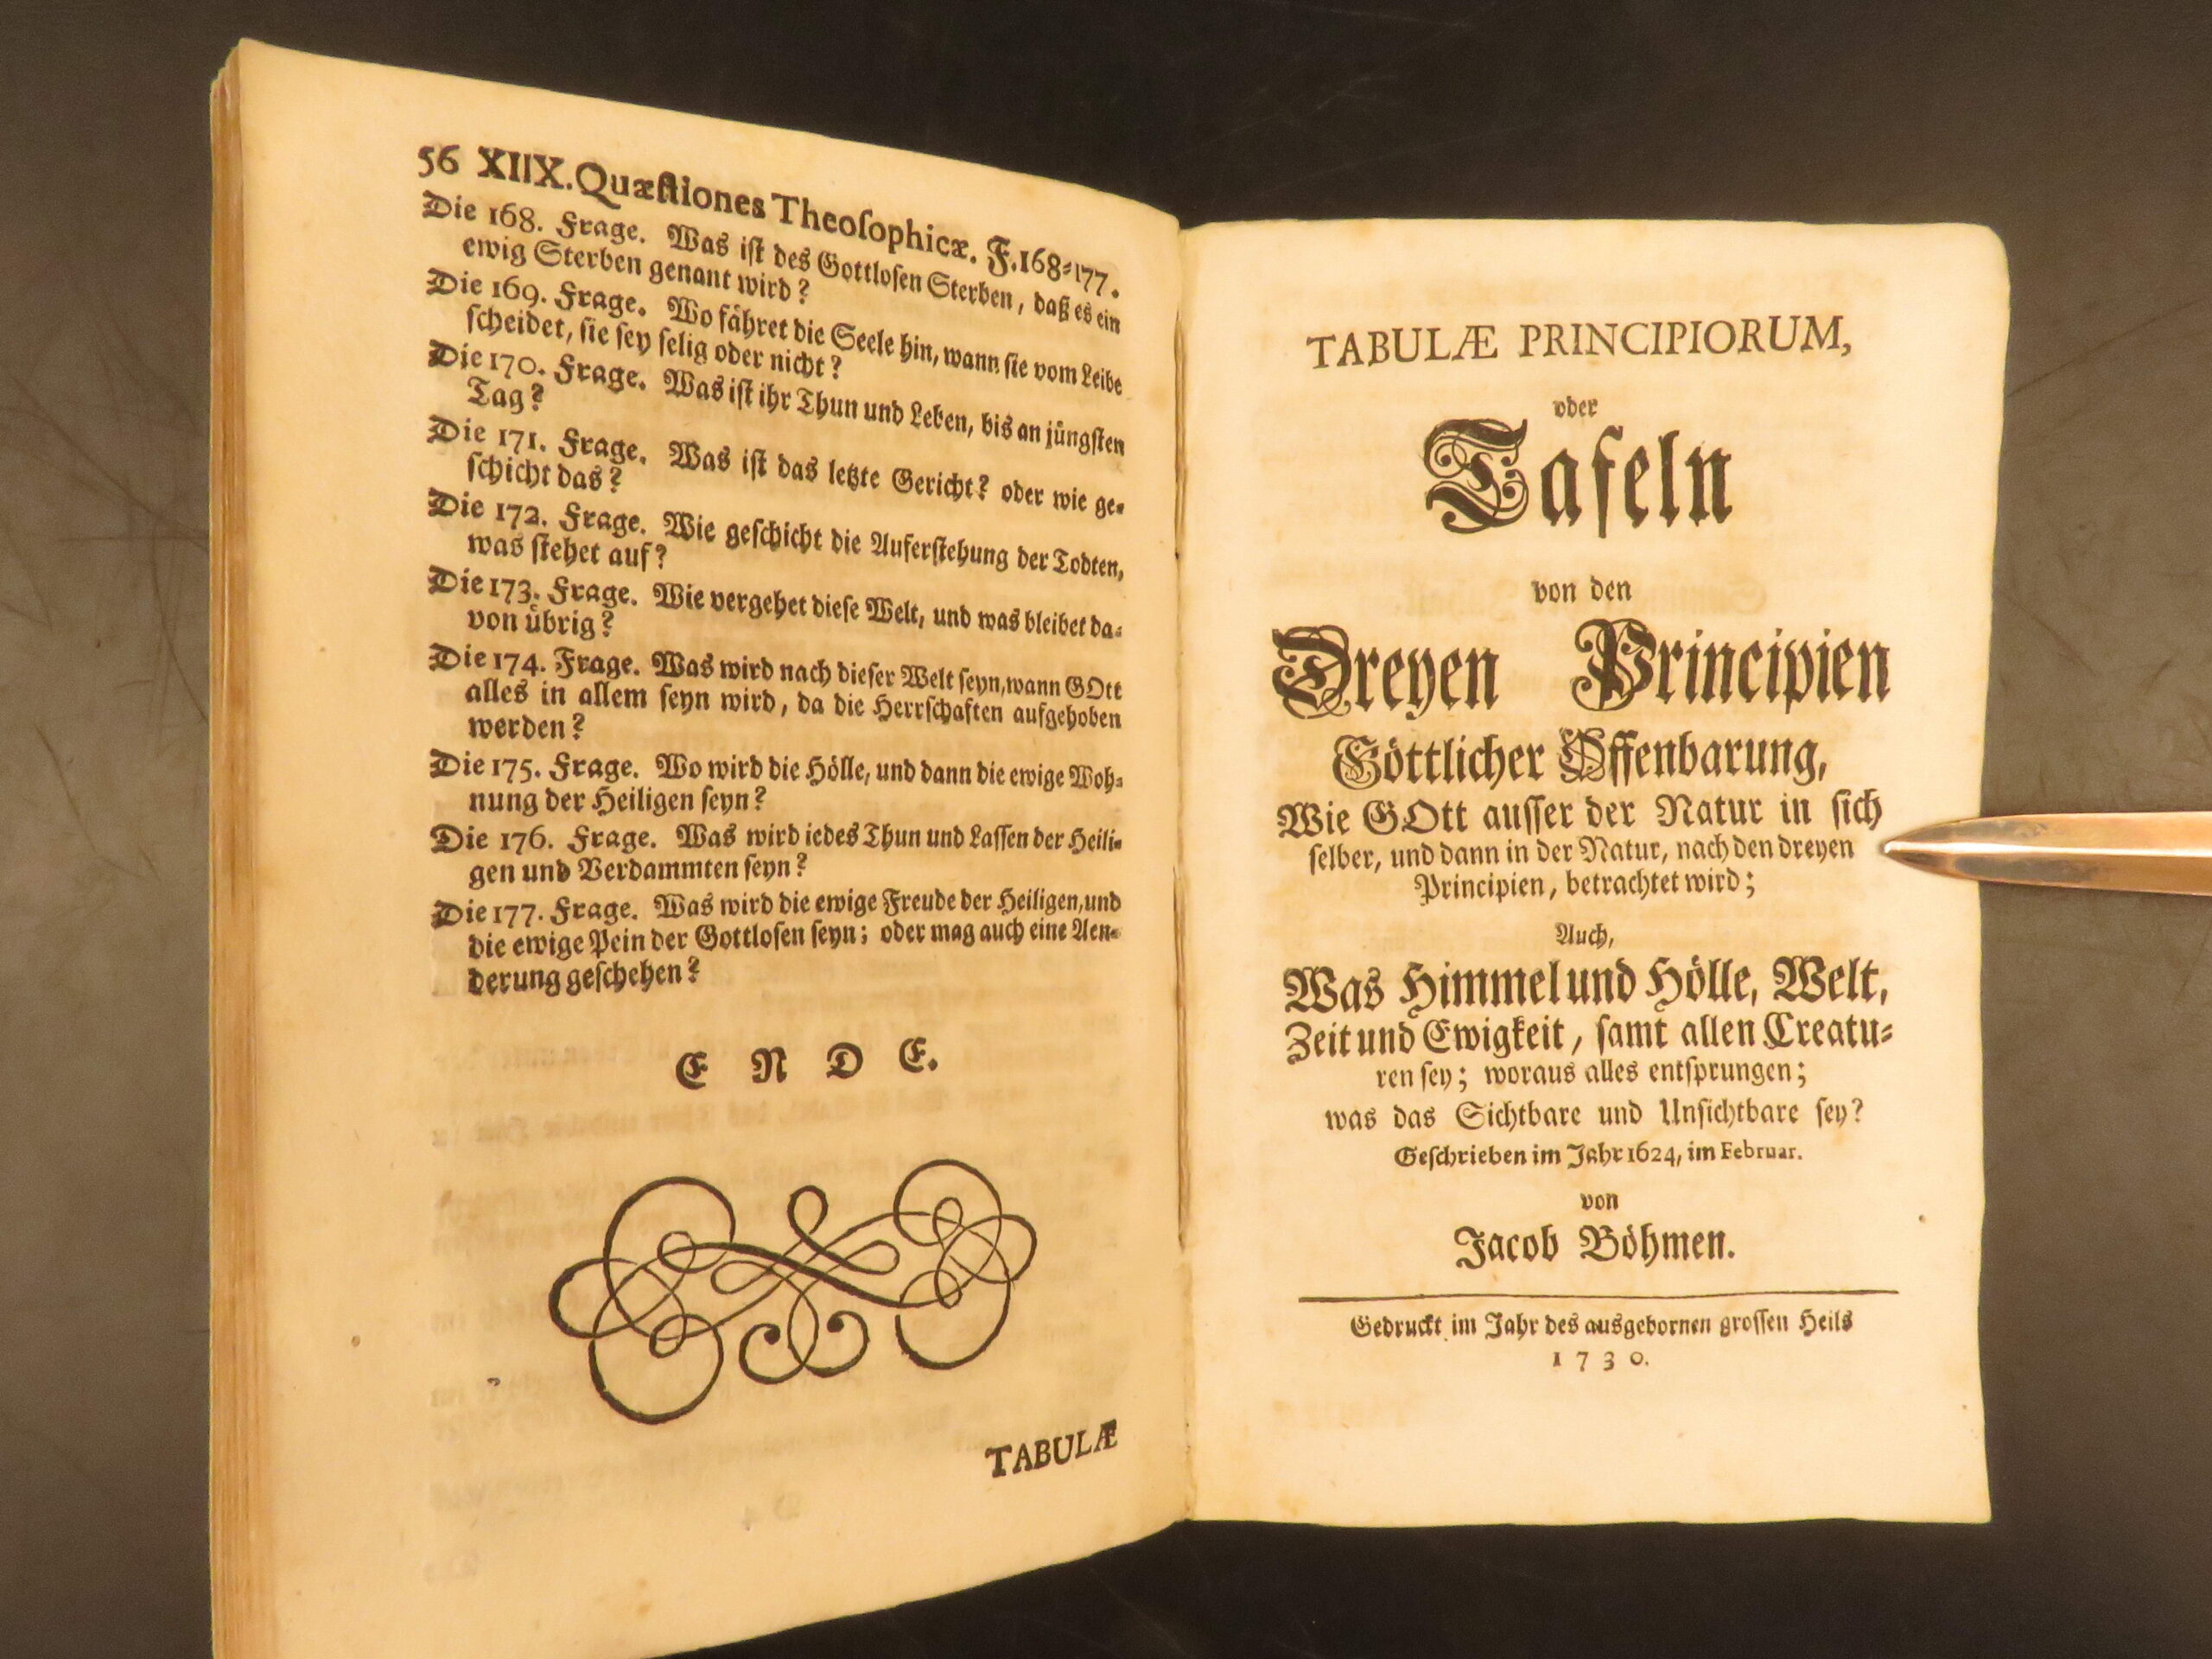 56 XIIX. Quæſtiones Theoſophicæ. F. 168⸗177.
Die 168. Frage. Was iſt des Gottloſen Sterben, daß es ein
ewig Sterben genant wird?
Die 169. Frage. Wo fähret die Seele hin, wann ſie vom Leibe
ſcheidet, ſie ſey ſelig oder nicht?
Die 170. Frage. Was iſt ihr Thun und Leben, bis an jüngſten
Tag?
Die 171. Frage. Was iſt das letzte Gericht? oder wie ge⸗
ſchicht das?
Die 172. Frage. Wie geſchicht die Auferſtehung der Todten,
was ſtehet auf?
Die 173. Frage. Wie vergehet dieſe Welt, und was bleibet da⸗
von übrig?
Die 174. Frage. Was wird nach dieſer Welt ſeyn, wann GOtt
alles in allem ſeyn wird, da die Herrſchaften aufgehoben
werden?
Die 175. Frage. Wo wird die Hölle, und dann die ewige Woh⸗
nung der Heiligen ſeyn?
Die 176. Frage. Was wird iedes Thun und Laſſen der Heili⸗
gen und Verdammten ſeyn?
Die 177. Frage. Was wird die ewige Freude der Heiligen, und
die ewige Pein der Gottloſen ſeyn; oder mag auch eine Aen⸗
derung geſchehen?
E N D E.
TABULÆ
TABULÆ PRINCIPIORUM,
oder
Tafeln
von den
Dreyen Principien
Göttlicher Offenbarung,
Wie GOtt auſſer der Natur in ſich
ſelber, und dann in der Natur, nach den dreyen
Principien, betrachtet wird;
Auch,
Was Himmel und Hölle, Welt,
Zeit und Ewigkeit, ſamt allen Creatu⸗
ren ſey; woraus alles entſprungen;
was das Sichtbare und Unſichtbare ſey?
Geſchrieben im Jahr 1624, im Februar.
von
Jacob Böhmen.
Gedruckt im Jahr des ausgebornen groſſen Heils
1 7 3 0.